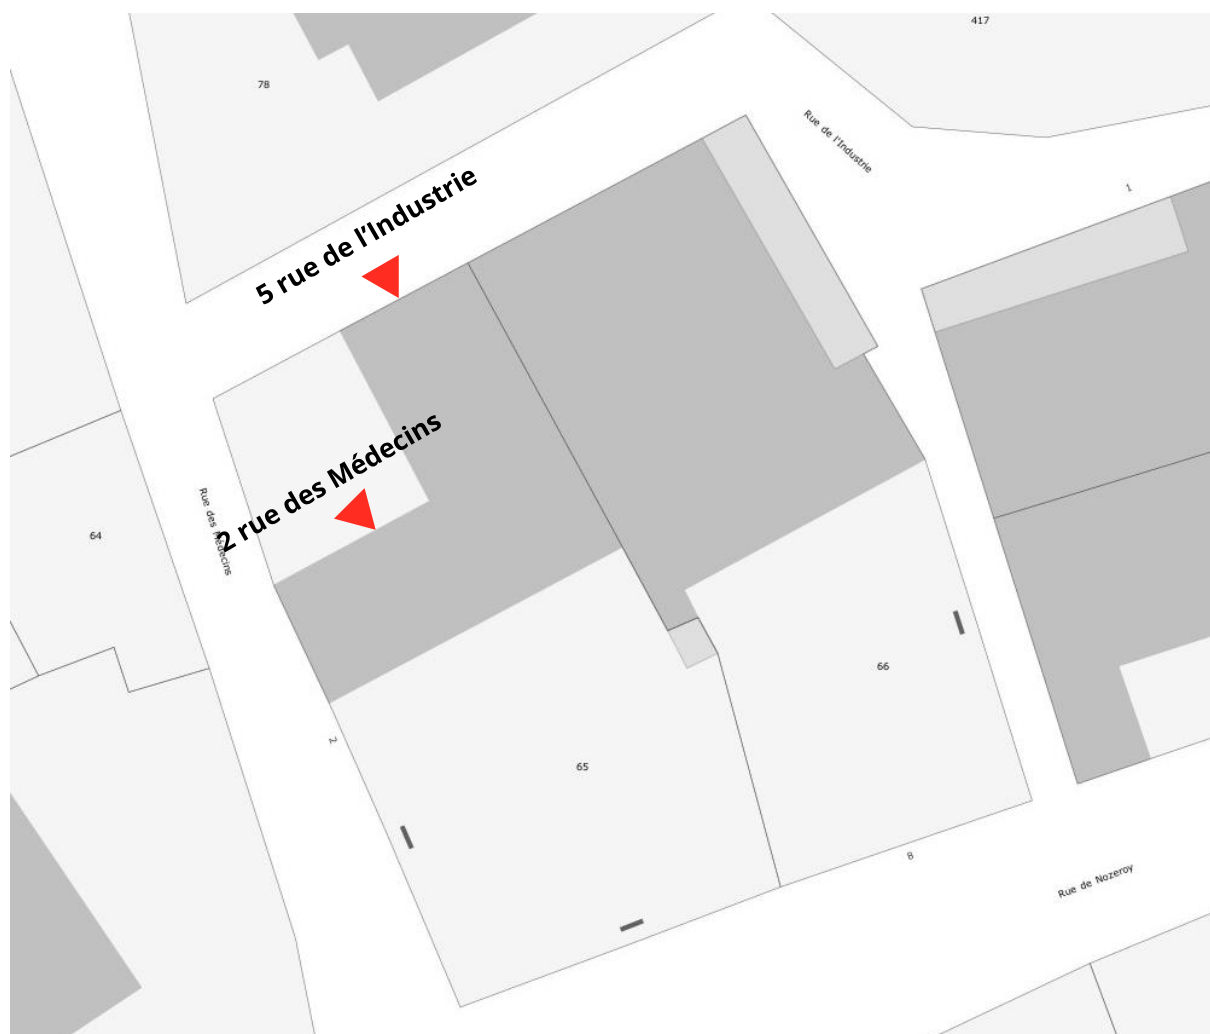 417
78
Rue de l'Industrie
1
5 rue de l'Industrie
2 rue des Médecins
Rue des Médecins
64
66
2
65
8
Rue de Nozeroy